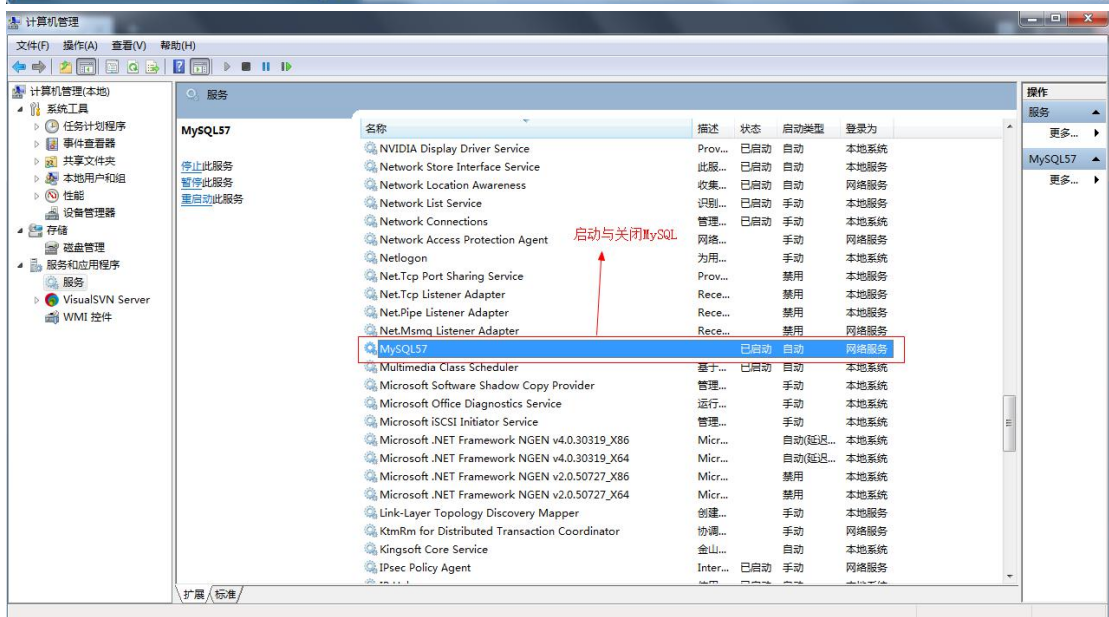 计算机管理
文件(F) 操作(A) 查看(V) 帮助(H)
计算机管理(本地)
系统工具
任务计划程序
事件查看器
共享文件夹
本地用户和组
性能
设备管理器
存储
磁盘管理
服务和应用程序
服务
VisualSVN Server
WMI 控件
服务
MySQL57
停止此服务
暂停此服务
重启动此服务
名称 描述 状态 启动类型 登录为
NVIDIA Display Driver Service Prov... 已启动 自动 本地系统
Network Store Interface Service 此服... 已启动 自动 本地服务
Network Location Awareness 收集... 已启动 自动 网络服务
Network List Service 识别... 已启动 手动 本地服务
Network Connections 管理... 已启动 手动 本地系统
Network Access Protection Agent 网络... 手动 网络服务
启动与关闭MySQL
Netlogon 为用... 手动 本地系统
Net.Tcp Port Sharing Service Prov... 禁用 本地服务
Net.Tcp Listener Adapter Rece... 禁用 本地服务
Net.Pipe Listener Adapter Rece... 禁用 本地服务
Net.Msmq Listener Adapter Rece... 禁用 网络服务
MySQL57 已启动 自动 网络服务
Multimedia Class Scheduler 基于... 已启动 自动 本地系统
Microsoft Software Shadow Copy Provider 管理... 手动 本地系统
Microsoft Office Diagnostics Service 运行... 手动 本地系统
Microsoft iSCSI Initiator Service 管理... 手动 本地系统
Microsoft .NET Framework NGEN v4.0.30319_X86 Micr... 自动(延迟... 本地系统
Microsoft .NET Framework NGEN v4.0.30319_X64 Micr... 自动(延迟... 本地系统
Microsoft .NET Framework NGEN v2.0.50727_X86 Micr... 禁用 本地系统
Microsoft .NET Framework NGEN v2.0.50727_X64 Micr... 禁用 本地系统
Link-Layer Topology Discovery Mapper 创建... 手动 本地服务
KtmRm for Distributed Transaction Coordinator 协调... 手动 网络服务
Kingsoft Core Service 金山... 自动 本地系统
IPsec Policy Agent Inter... 已启动 手动 网络服务
扩展 标准
操作
服务
更多...
MySQL57
更多...